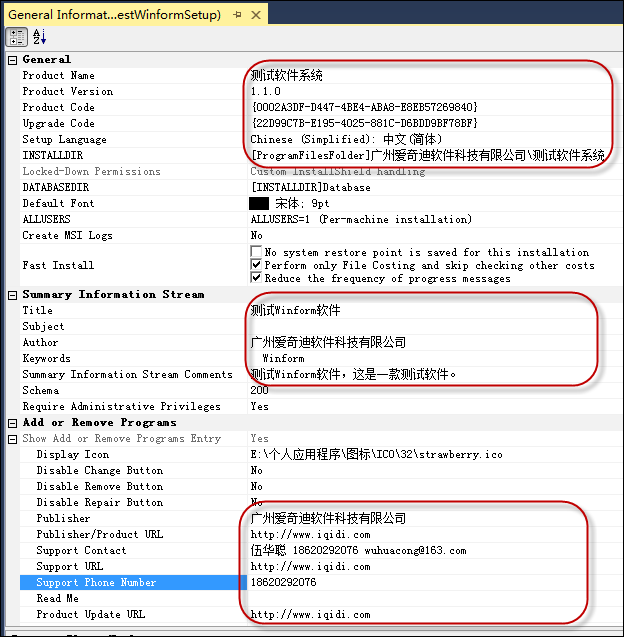 General Informat...estWinformSetup)
General
Product Name 测试软件系统
Product Version 1.1.0
Product Code {0002A3DF-D447-4BE4-ABA8-E8EB57269840}
Upgrade Code {22D99C7B-E195-4025-881C-D6BDD9BF78BF}
Setup Language Chinese (Simplified): 中文(简体)
INSTALLDIR [ProgramFilesFolder]广州爱奇迪软件科技有限公司\测试软件系统
Locked-Down Permissions Custom InstallShield handling
DATABASEDIR [INSTALLDIR]Database
Default Font 宋体; 9pt
ALLUSERS ALLUSERS=1 (Per-machine installation)
Create MSI Logs No
No system restore point is saved for this installation
Fast Install Perform only File Costing and skip checking other costs
Reduce the frequency of progress messages
Summary Information Stream
Title 测试Winform软件
Subject
Author 广州爱奇迪软件科技有限公司
Keywords Winform
Summary Information Stream Comments 测试Winform软件，这是一款测试软件。
Schema 200
Require Administrative Privileges Yes
Add or Remove Programs
Show Add or Remove Programs Entry Yes
Display Icon E:\个人应用程序\图标\ICO\32\strawberry.ico
Disable Change Button No
Disable Remove Button No
Disable Repair Button No
Publisher 广州爱奇迪软件科技有限公司
Publisher/Product URL http://www.iqidi.com
Support Contact 伍华聪 18620292076 wuhuacong@163.com
Support URL http://www.iqidi.com
Support Phone Number 18620292076
Read Me
Product Update URL http://www.iqidi.com